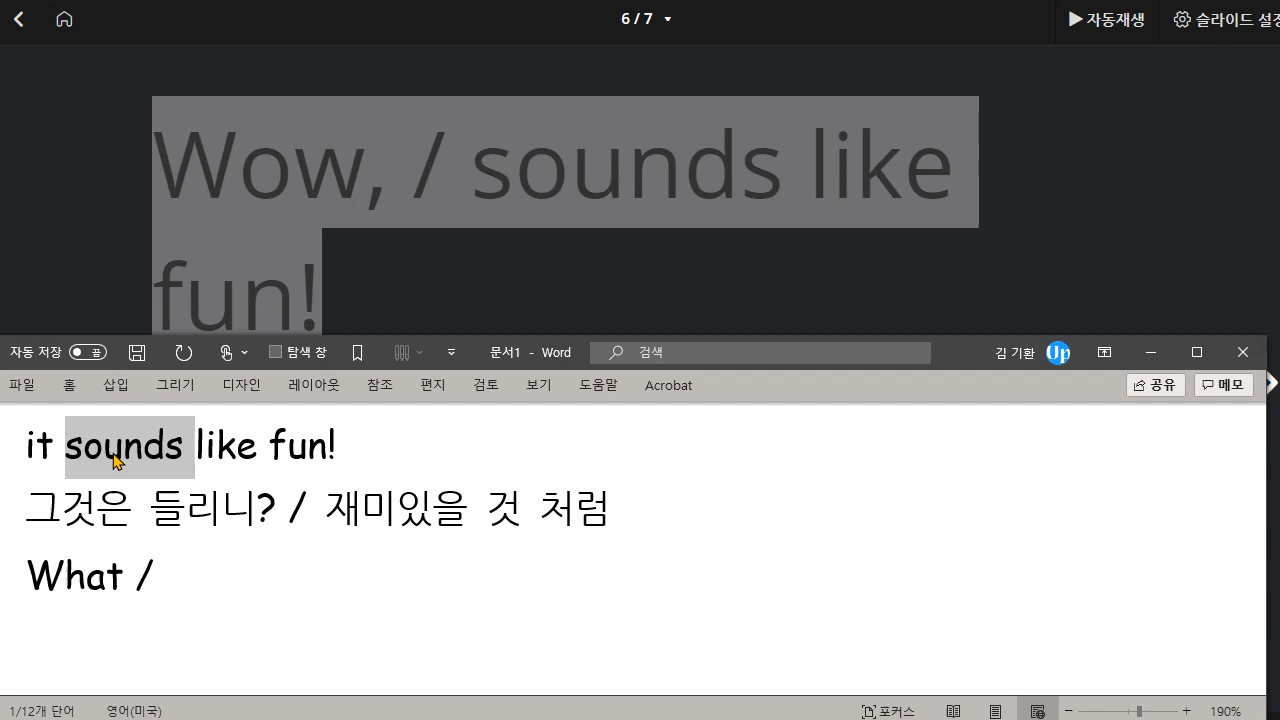 6 / 7
자동재생
슬라이드 설정
Wow, / sounds like
fun!
자동 저장 끔
탐색 창
문서1 - Word
검색
김 기환
Up
파일 홈 삽입 그리기 디자인 레이아웃 참조 편지 검토 보기 도움말 Acrobat
공유 메모
it sounds like fun!
그것은 들리니? / 재미있을 것 처럼
What /
1/12개 단어 영어(미국) 포커스 190%